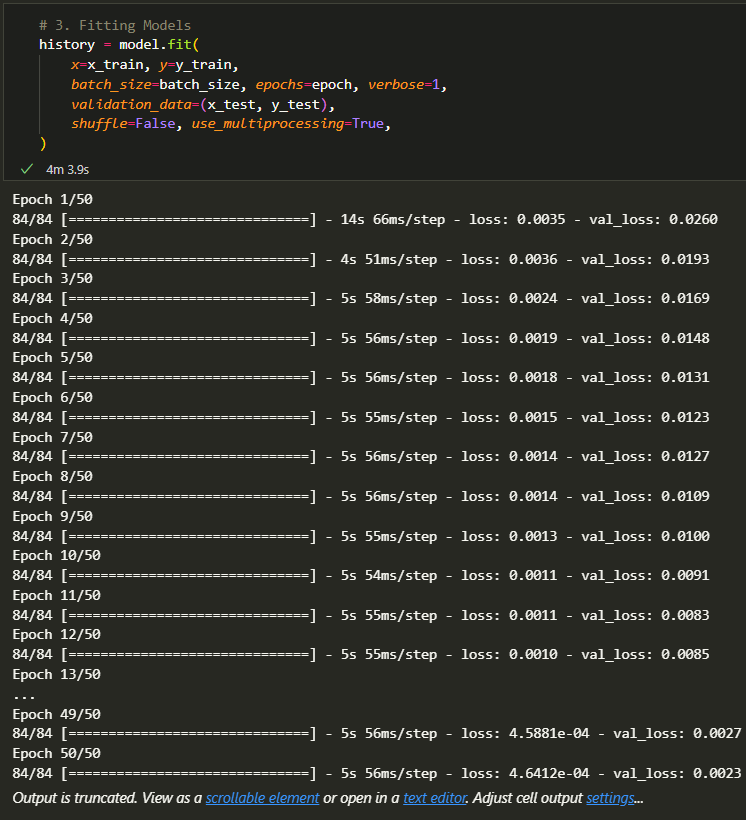 # 3. Fitting Models
history = model.fit(
x=x_train, y=y_train,
batch_size=batch_size, epochs=epoch, verbose=1,
validation_data=(x_test, y_test),
shuffle=False, use_multiprocessing=True,
)
✓ 4m 3.9s
Epoch 1/50
84/84 [==============================] - 14s 66ms/step - loss: 0.0035 - val_loss: 0.0260
Epoch 2/50
84/84 [==============================] - 4s 51ms/step - loss: 0.0036 - val_loss: 0.0193
Epoch 3/50
84/84 [==============================] - 5s 58ms/step - loss: 0.0024 - val_loss: 0.0169
Epoch 4/50
84/84 [==============================] - 5s 56ms/step - loss: 0.0019 - val_loss: 0.0148
Epoch 5/50
84/84 [==============================] - 5s 56ms/step - loss: 0.0018 - val_loss: 0.0131
Epoch 6/50
84/84 [==============================] - 5s 55ms/step - loss: 0.0015 - val_loss: 0.0123
Epoch 7/50
84/84 [==============================] - 5s 56ms/step - loss: 0.0014 - val_loss: 0.0127
Epoch 8/50
84/84 [==============================] - 5s 56ms/step - loss: 0.0014 - val_loss: 0.0109
Epoch 9/50
84/84 [==============================] - 5s 55ms/step - loss: 0.0013 - val_loss: 0.0100
Epoch 10/50
84/84 [==============================] - 5s 54ms/step - loss: 0.0011 - val_loss: 0.0091
Epoch 11/50
84/84 [==============================] - 5s 55ms/step - loss: 0.0011 - val_loss: 0.0083
Epoch 12/50
84/84 [==============================] - 5s 55ms/step - loss: 0.0010 - val_loss: 0.0085
Epoch 13/50
...
Epoch 49/50
84/84 [==============================] - 5s 56ms/step - loss: 4.5881e-04 - val_loss: 0.0027
Epoch 50/50
84/84 [==============================] - 5s 56ms/step - loss: 4.6412e-04 - val_loss: 0.0023
Output is truncated. View as a scrollable element or open in a text editor. Adjust cell output settings...